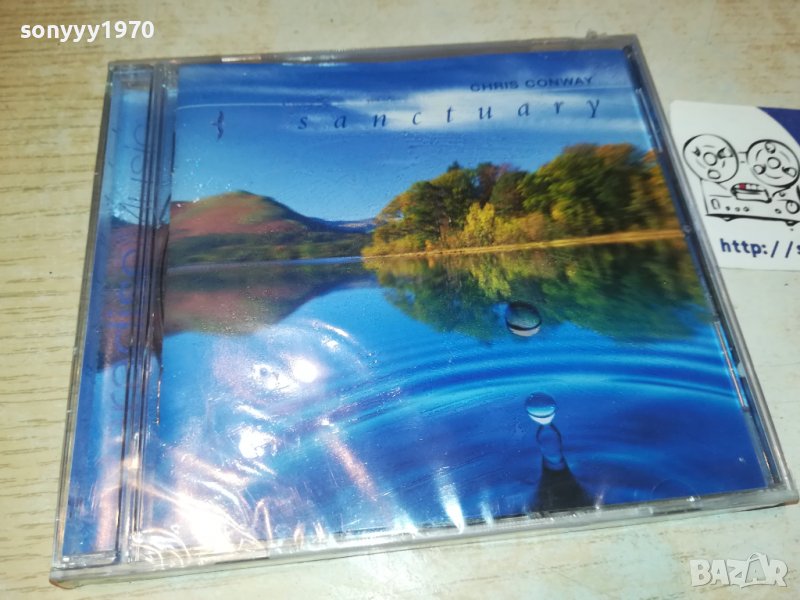 sonyyy1970
CHRIS CONWAY
sanctuary
http://s
BAZAR